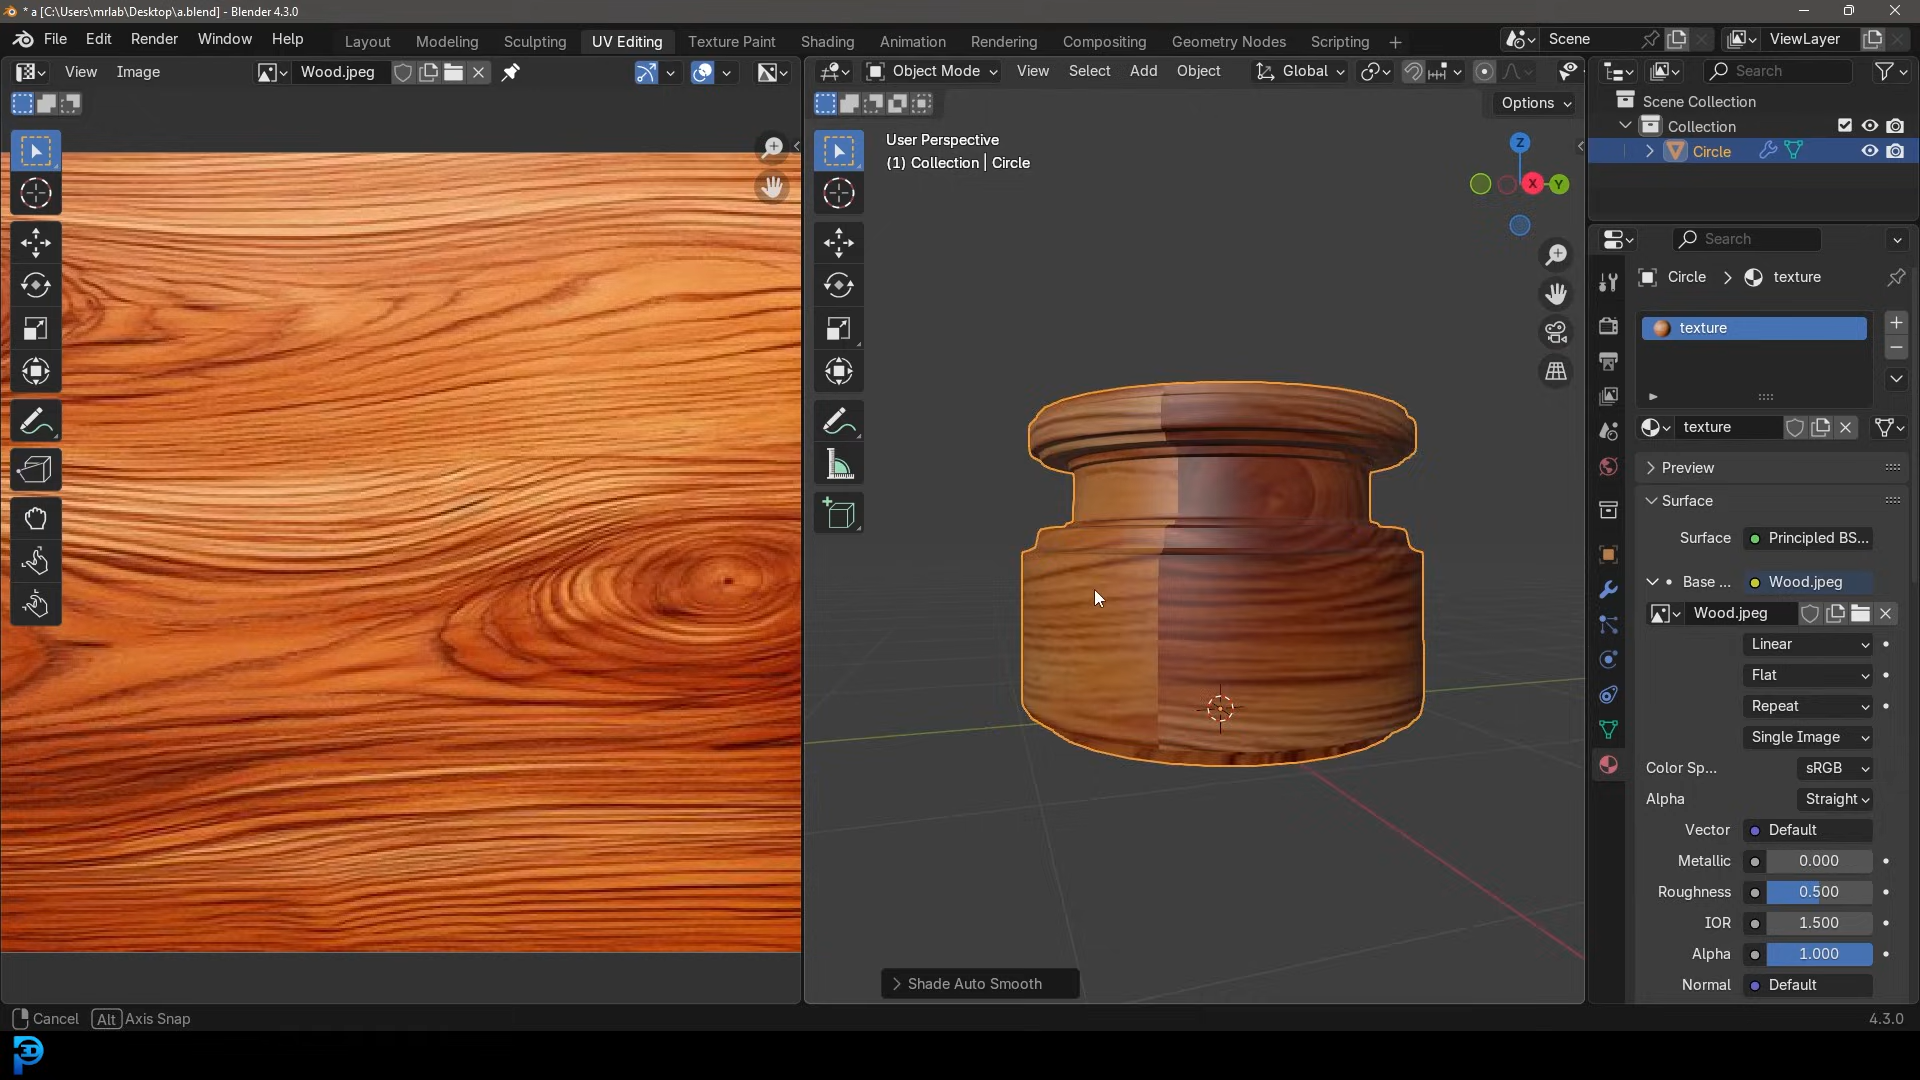 * a [C:\Users\mrlab\Desktop\a.blend] - Blender 4.3.0
File Edit Render Window Help
Layout Modeling Sculpting UV Editing Texture Paint Shading Animation Rendering Compositing Geometry Nodes Scripting +
Scene
ViewLayer
View Image
Wood.jpeg
Object Mode
View Select Add Object
Global
Search
Options
User Perspective
(1) Collection | Circle
Z
X
Y
Scene Collection
Collection
Circle
Search
Circle > texture
texture
texture
Preview
Surface
Surface Principled BS...
Base ... Wood.jpeg
Wood.jpeg
Linear
Flat
Repeat
Single Image
Color Sp... sRGB
Alpha Straight
Vector Default
Metallic 0.000
Roughness 0.500
IOR 1.500
Alpha 1.000
Normal Default
> Shade Auto Smooth
Cancel Alt Axis Snap
4.3.0
3D